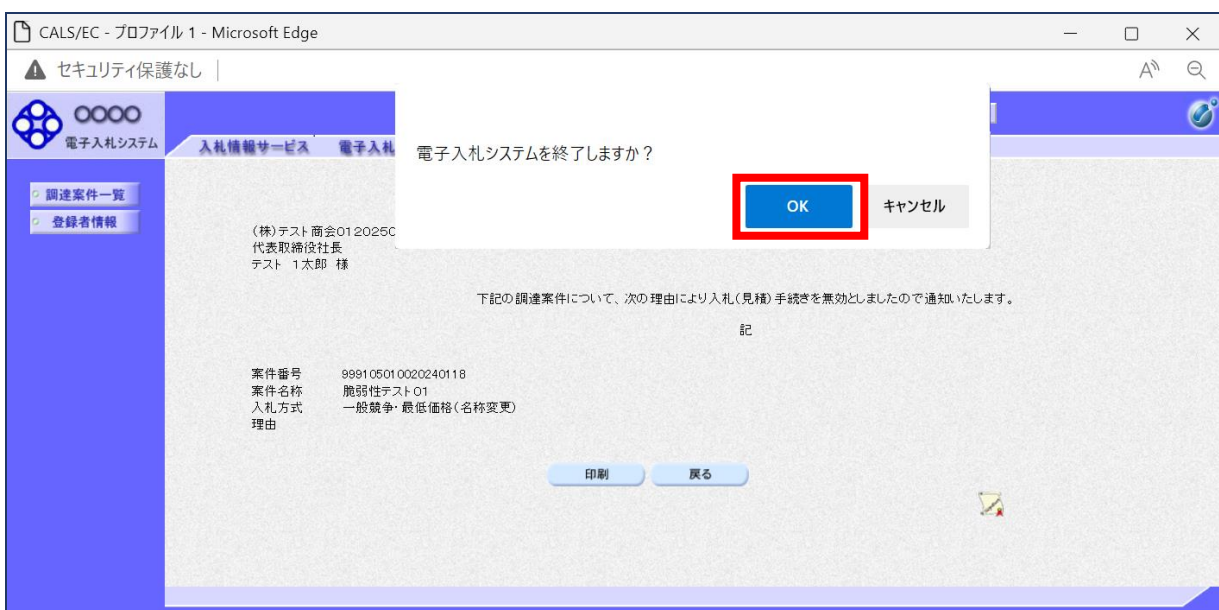 CALS/EC - プロファイル 1 - Microsoft Edge
セキュリティ保護なし
OOOO
電子入札システム
入札情報サービス 電子入札
電子入札システムを終了しますか？
OK キャンセル
調達案件一覧
登録者情報
(株)テスト商会0120250
代表取締役社長
テスト 1太郎 様
下記の調達案件について、次の理由により入札(見積)手続きを無効としましたので通知いたします。
記
案件番号 999105010020240118
案件名称 脆弱性テスト01
入札方式 一般競争・最低価格(名称変更)
理由
印刷 戻る